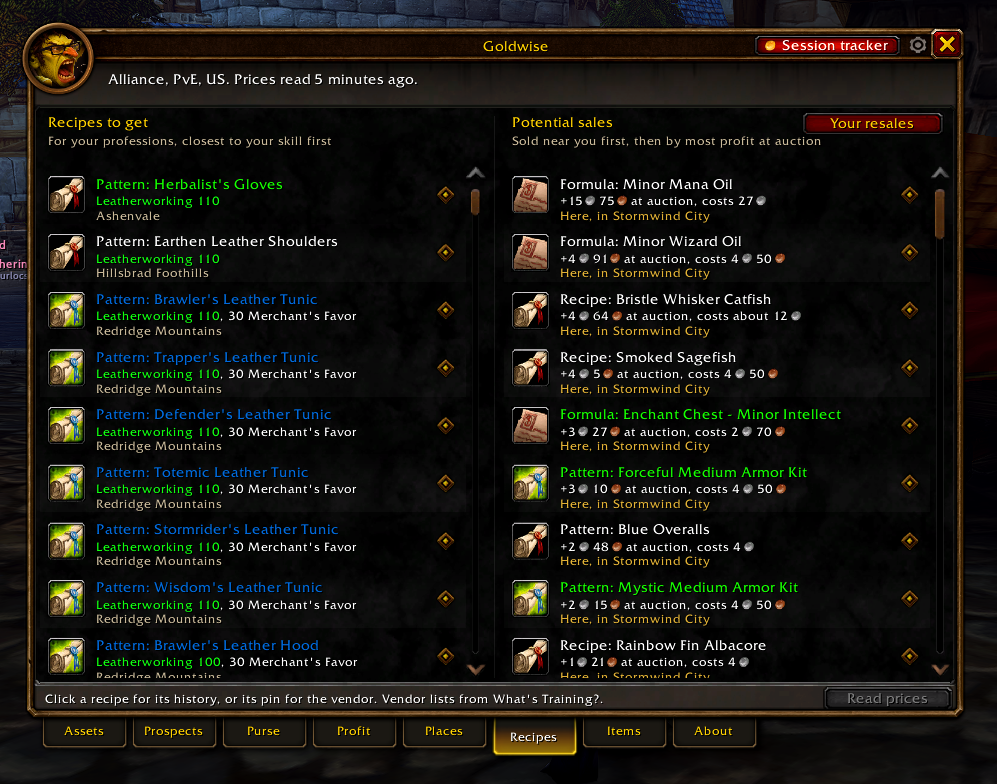 Goldwise
Session tracker
Alliance, PvE, US. Prices read 5 minutes ago.
Recipes to get
For your professions, closest to your skill first
Pattern: Herbalist's Gloves
Leatherworking 110
Ashenvale
Pattern: Earthen Leather Shoulders
Leatherworking 110
Hillsbrad Foothills
Pattern: Brawler's Leather Tunic
Leatherworking 110, 30 Merchant's Favor
Redridge Mountains
Pattern: Trapper's Leather Tunic
Leatherworking 110, 30 Merchant's Favor
Redridge Mountains
Pattern: Defender's Leather Tunic
Leatherworking 110, 30 Merchant's Favor
Redridge Mountains
Pattern: Totemic Leather Tunic
Leatherworking 110, 30 Merchant's Favor
Redridge Mountains
Pattern: Stormrider's Leather Tunic
Leatherworking 110, 30 Merchant's Favor
Redridge Mountains
Pattern: Wisdom's Leather Tunic
Leatherworking 110, 30 Merchant's Favor
Redridge Mountains
Pattern: Brawler's Leather Hood
Leatherworking 100, 30 Merchant's Favor
Redridge Mountains
Potential sales
Your resales
Sold near you first, then by most profit at auction
Formula: Minor Mana Oil
+15 75 at auction, costs 27
Here, in Stormwind City
Formula: Minor Wizard Oil
+4 91 at auction, costs 4 50
Here, in Stormwind City
Recipe: Bristle Whisker Catfish
+4 64 at auction, costs about 12
Here, in Stormwind City
Recipe: Smoked Sagefish
+4 5 at auction, costs 4 50
Here, in Stormwind City
Formula: Enchant Chest - Minor Intellect
+3 27 at auction, costs 2 70
Here, in Stormwind City
Pattern: Forceful Medium Armor Kit
+3 10 at auction, costs 4 50
Here, in Stormwind City
Pattern: Blue Overalls
+2 48 at auction, costs 4
Here, in Stormwind City
Pattern: Mystic Medium Armor Kit
+2 15 at auction, costs 4 50
Here, in Stormwind City
Recipe: Rainbow Fin Albacore
+1 21 at auction, costs 4
Here, in Stormwind City
Click a recipe for its history, or its pin for the vendor. Vendor lists from What's Training?.
Read prices
Assets
Prospects
Purse
Profit
Places
Recipes
Items
About